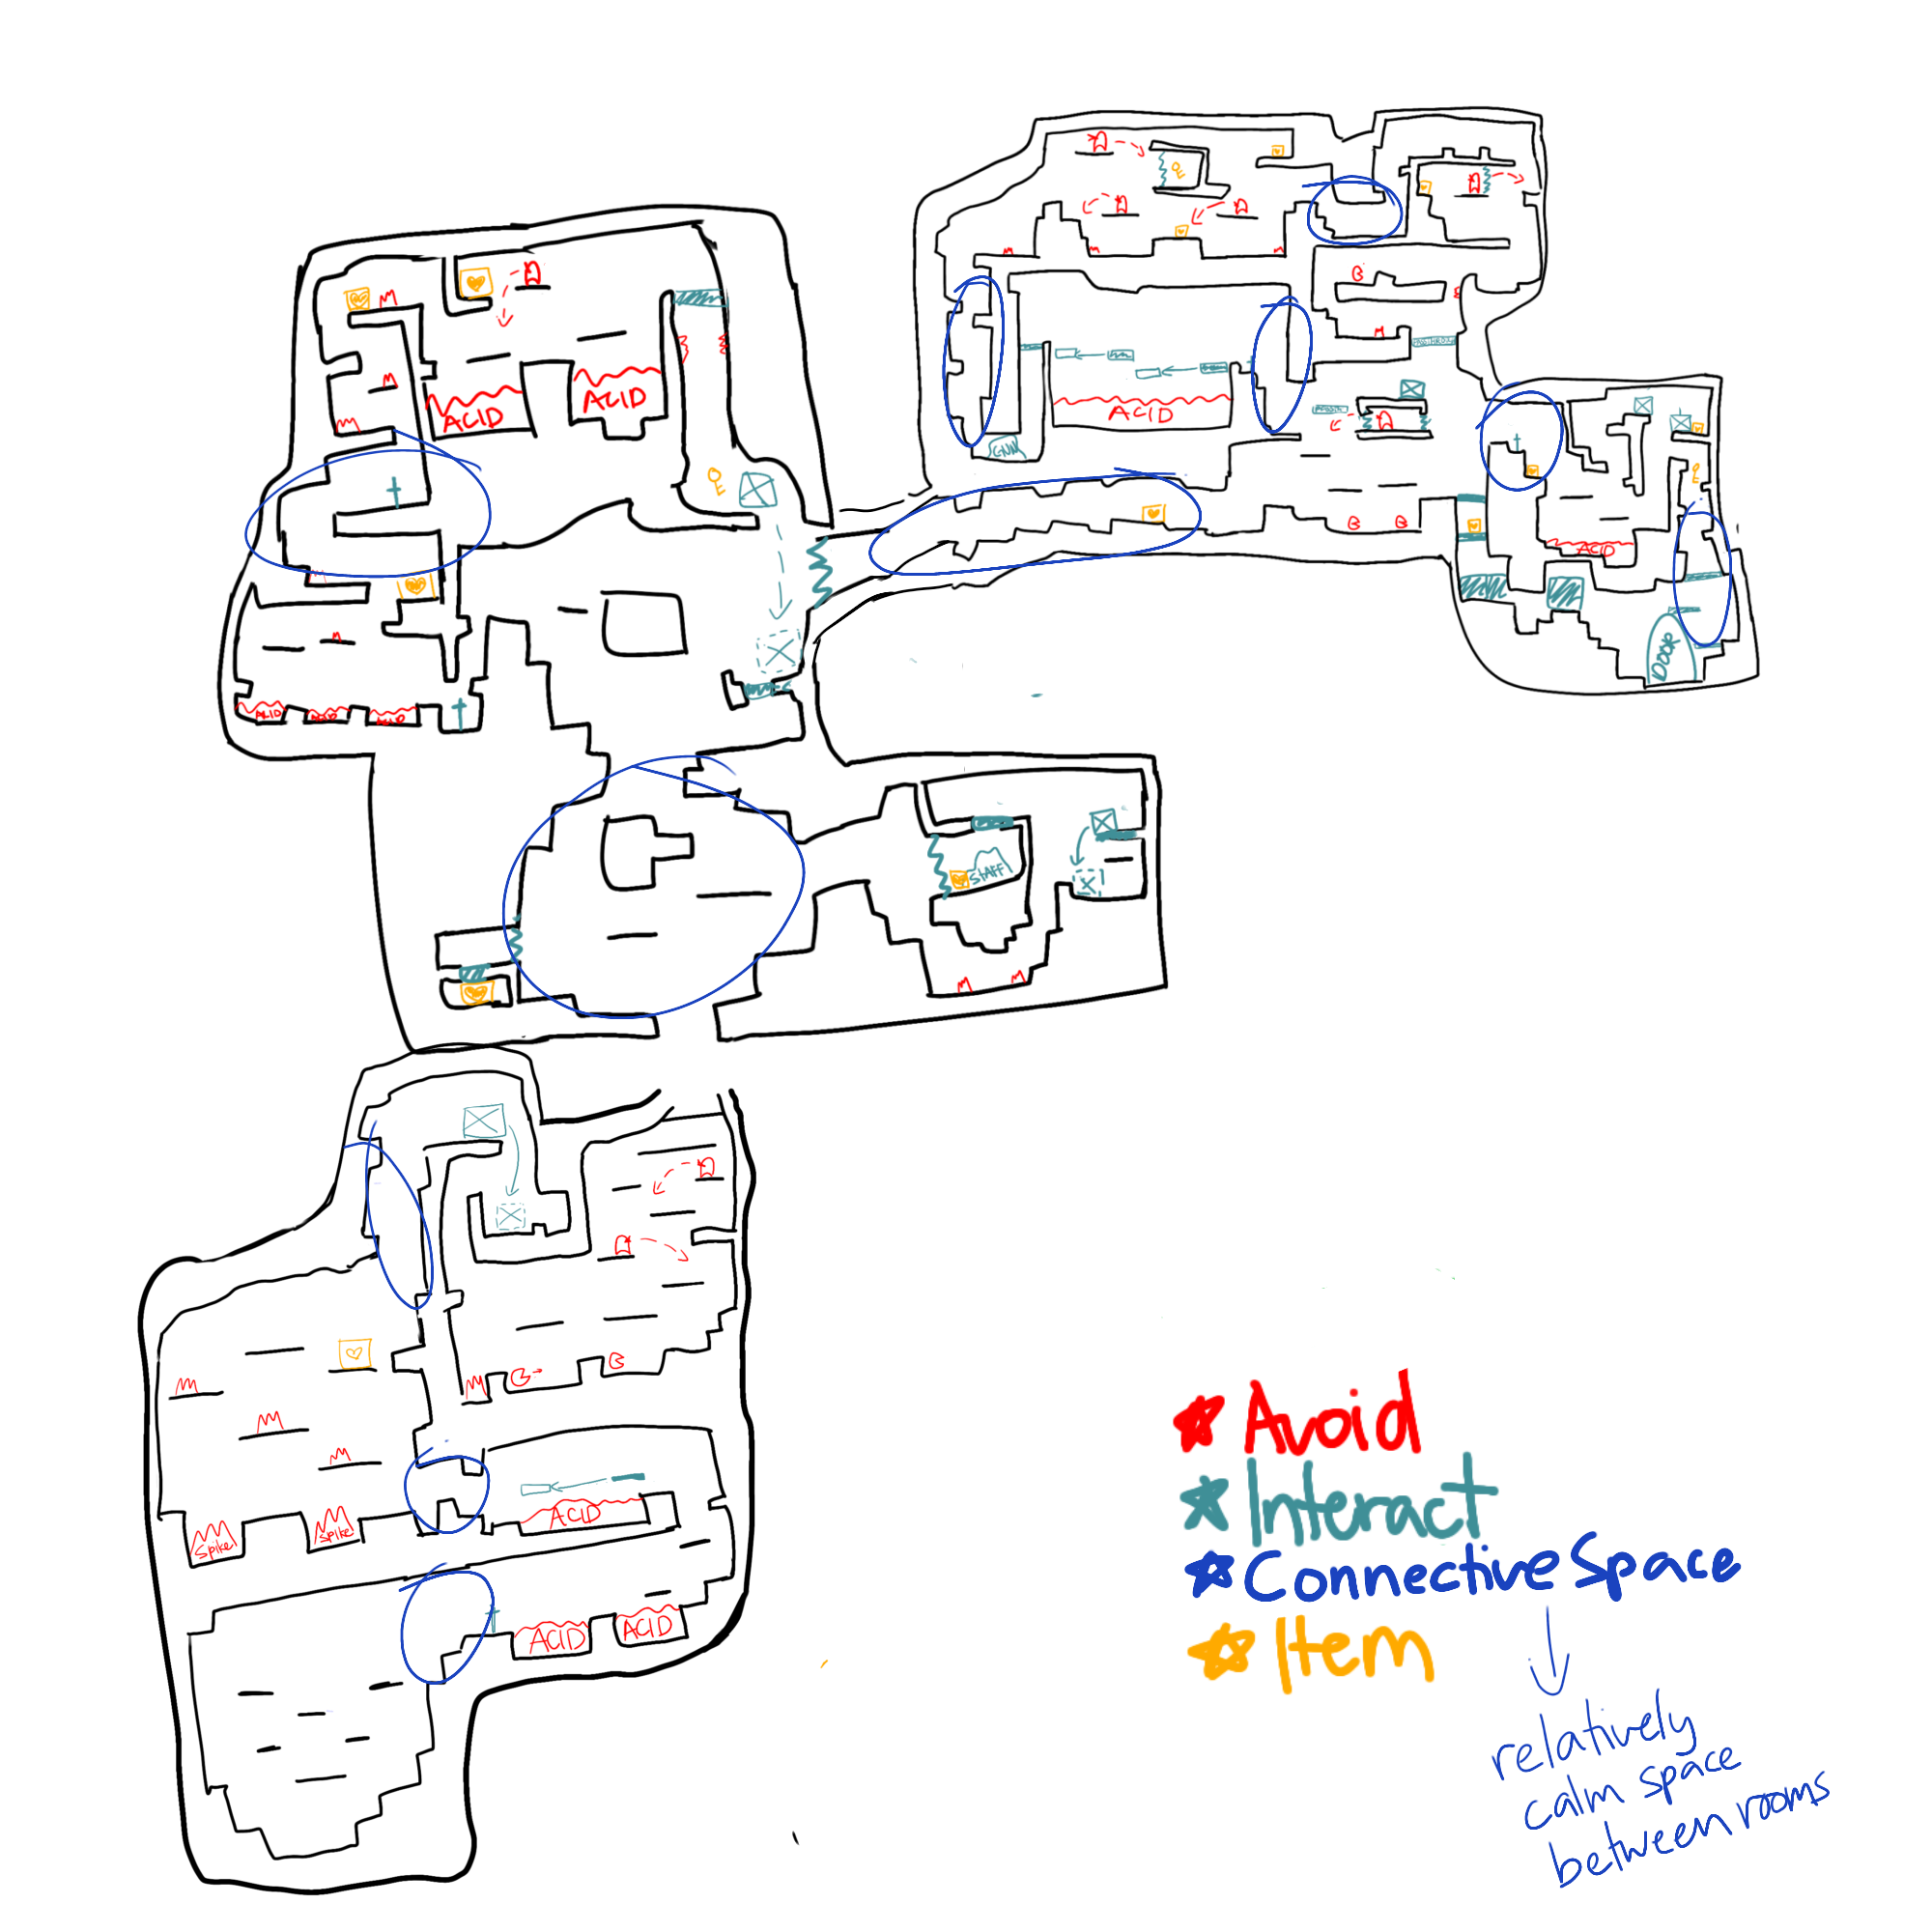 ACID
ACID
ACID
ACID
ACID
ACID
GUN
ACID
DOOR
STAFF
ACID
Spike
Spike
ACID
ACID
Avoid
Interact
Connective Space
Item
relatively
calm space
between rooms